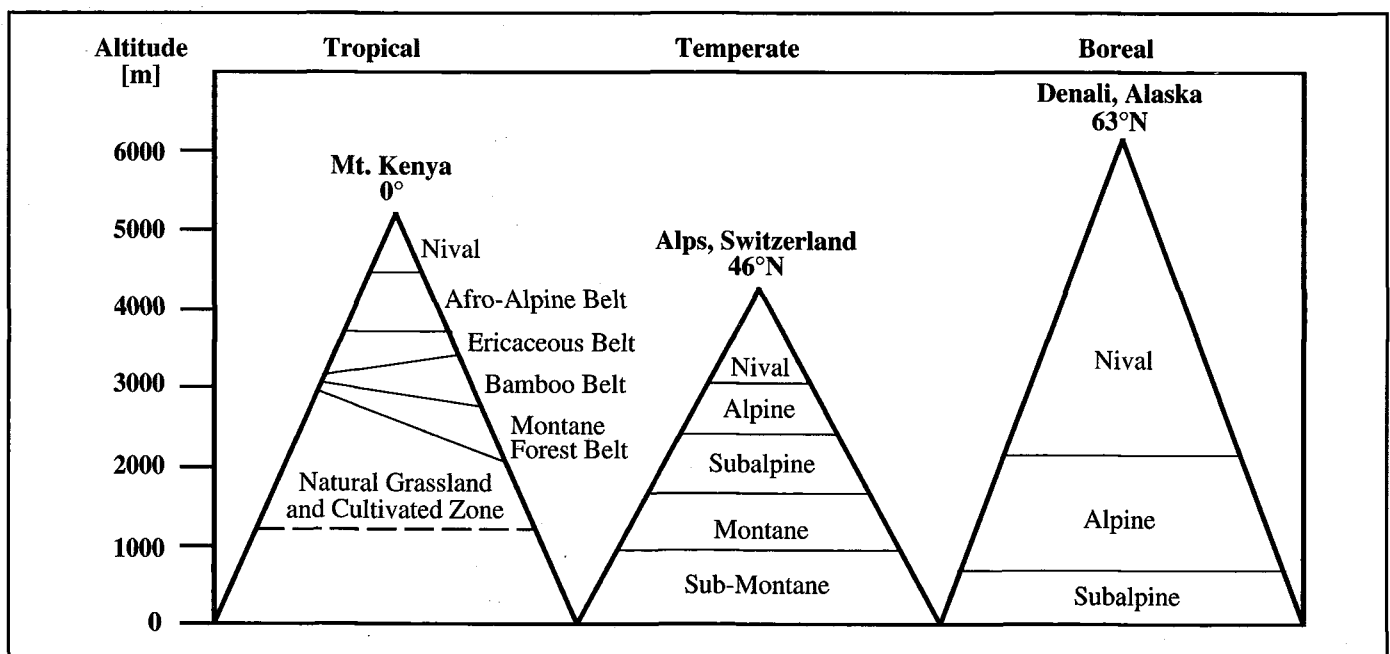 Altitude
[m]
Tropical
Temperate
Boreal
6000
5000
4000
3000
2000
1000
0
Mt. Kenya
0°
Nival
Afro-Alpine Belt
Ericaceous Belt
Bamboo Belt
Montane
Forest Belt
Natural Grassland
and Cultivated Zone
Alps, Switzerland
46°N
Nival
Alpine
Subalpine
Montane
Sub-Montane
Denali, Alaska
63°N
Nival
Alpine
Subalpine